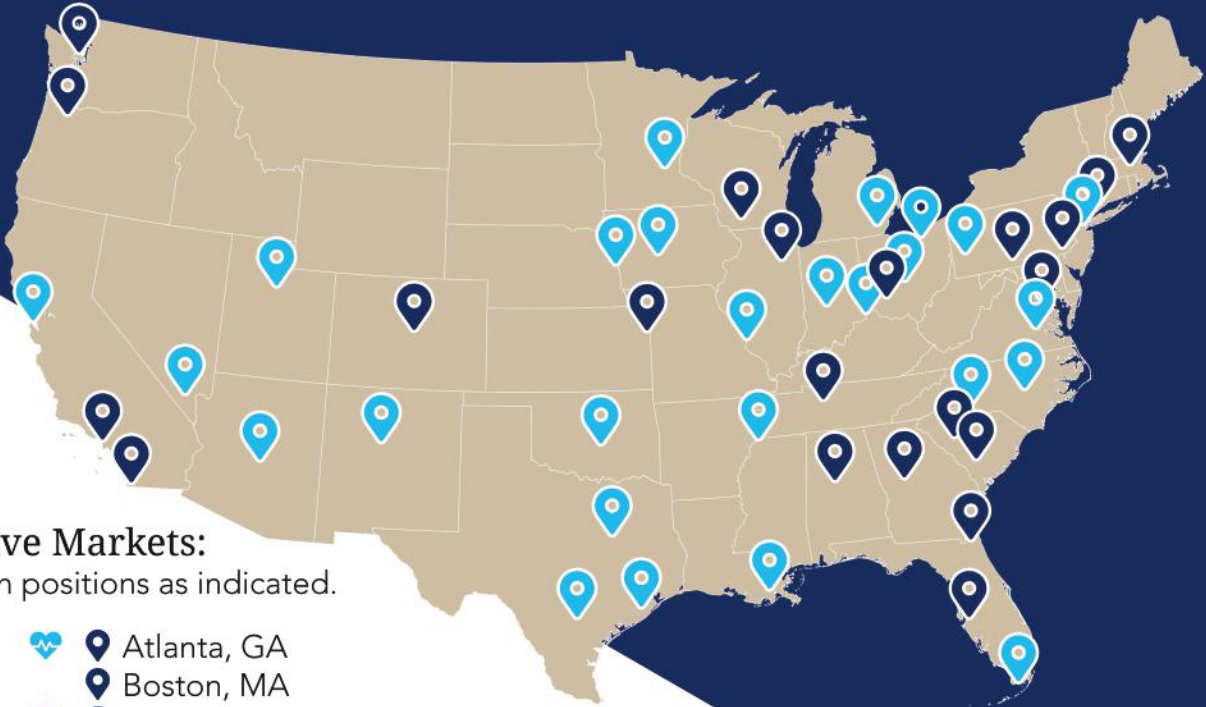 ve Markets:
n positions as indicated.
Atlanta, GA
Boston, MA